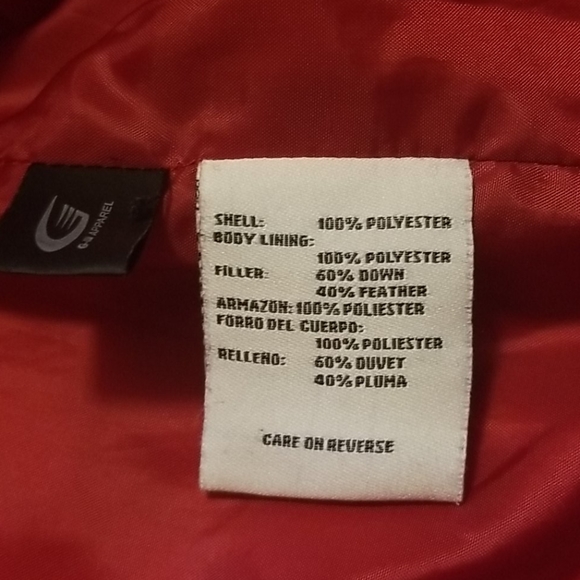 G-III APPAREL
SHELL: 100% POLYESTER
BODY LINING:
100% POLYESTER
FILLER: 60% DOWN
40% FEATHER
ARMAZON: 100% POLIESTER
FORRO DEL CUERPO:
100% POLIESTER
RELLENO: 60% DUVET
40% PLUMA
CARE ON REVERSE